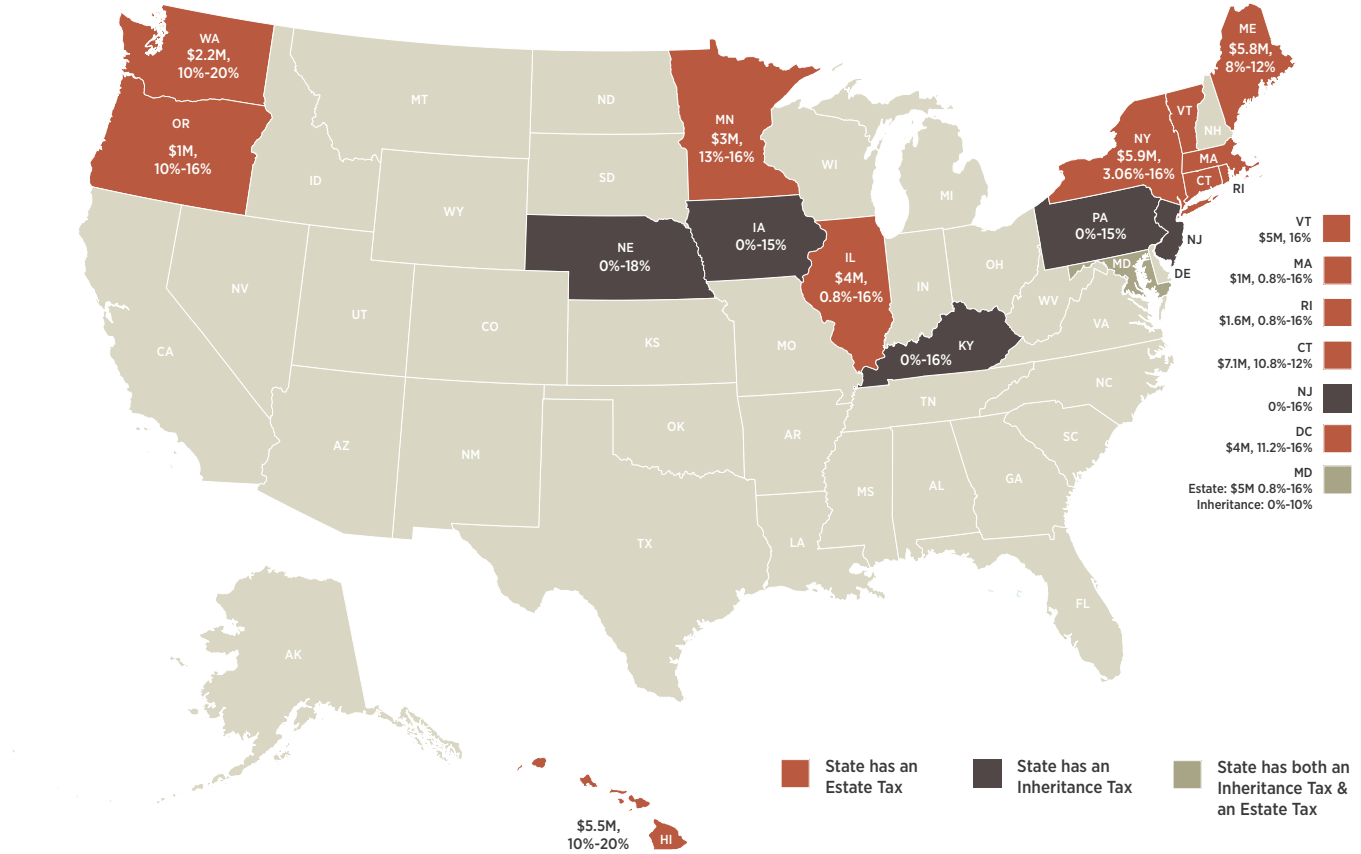 WA
$2.2M,
10%-20%
OR
$1M,
10%-16%
MT
ID
WY
ND
SD
MN
$3M,
13%-16%
WI
MI
ME
$5.8M,
8%-12%
VT
NH
NY
$5.9M,
3.06%-16%
MA
CT
RI
PA
0%-15%
NJ
MD
DE
NE
0%-18%
IA
0%-15%
IL
$4M,
0.8%-16%
IN
OH
WV
VA
KY
0%-16%
NV
UT
CO
KS
MO
CA
AZ
NM
OK
AR
TN
NC
SC
MS
AL
GA
TX
LA
FL
AK
$5.5M,
10%-20%
HI
VT
$5M, 16%
MA
$1M, 0.8%-16%
RI
$1.6M, 0.8%-16%
CT
$7.1M, 10.8%-12%
NJ
0%-16%
DC
$4M, 11.2%-16%
MD
Estate: $5M 0.8%-16%
Inheritance: 0%-10%
State has an
Estate Tax
State has an
Inheritance Tax
State has both an
Inheritance Tax &
an Estate Tax